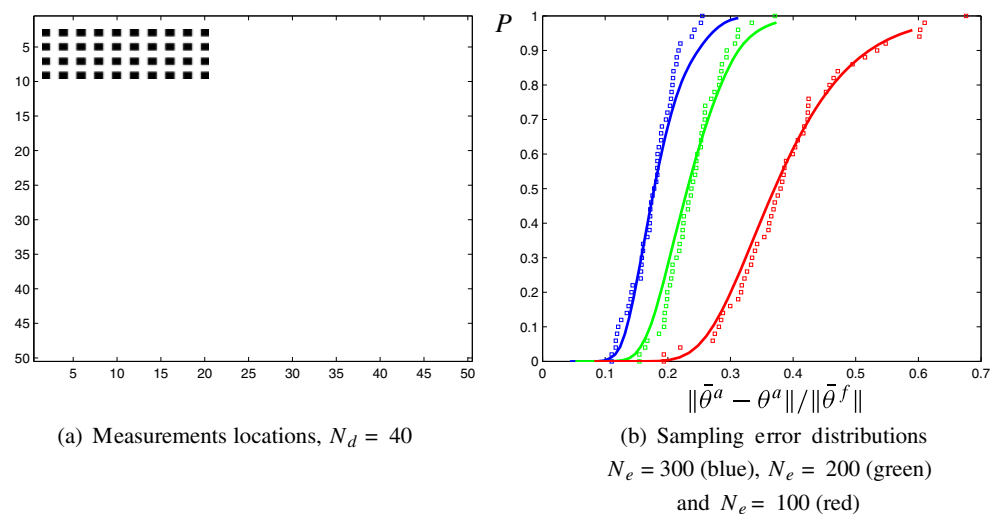 5
10
15
20
25
30
35
40
45
50
5 10 15 20 25 30 35 40 45 50
(a) Measurements locations, N_d = 40
P
1
0.9
0.8
0.7
0.6
0.5
0.4
0.3
0.2
0.1
0
0 0.1 0.2 0.3 0.4 0.5 0.6 0.7
‖θ̄^a − θ^a‖/‖θ̄^f‖
(b) Sampling error distributions
N_e = 300 (blue), N_e = 200 (green)
and N_e = 100 (red)